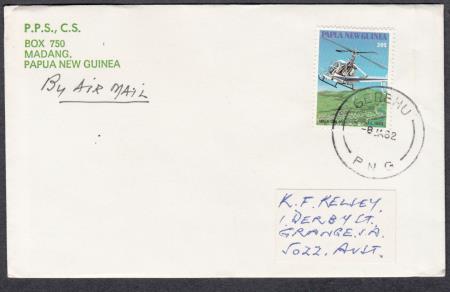 P.P.S., C.S.
BOX 750
MADANG,
PAPUA NEW GUINEA
By AIR MAIL
PAPUA NEW GUINEA
P.N.G
K. F. KELSEY.
1 DERBY CT.
GRANGE, S.A.
5022, AUST.